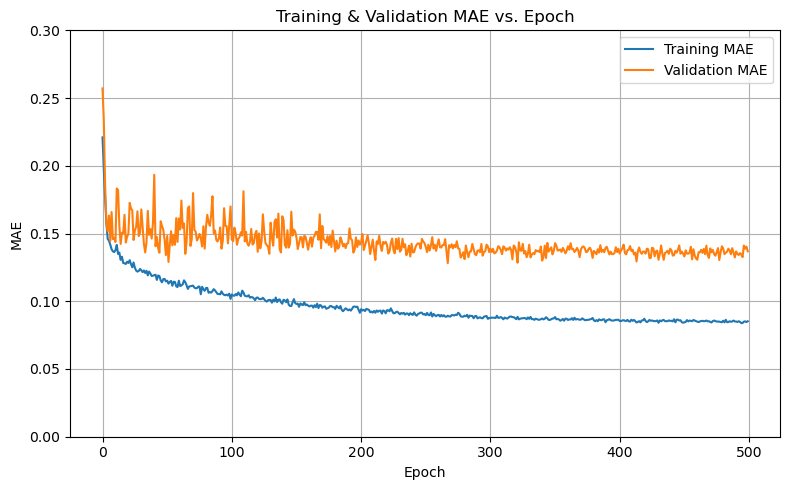 Training & Validation MAE vs. Epoch
Training MAE
Validation MAE
MAE
0.30
0.25
0.20
0.15
0.10
0.05
0.00
0
100
200
300
400
500
Epoch